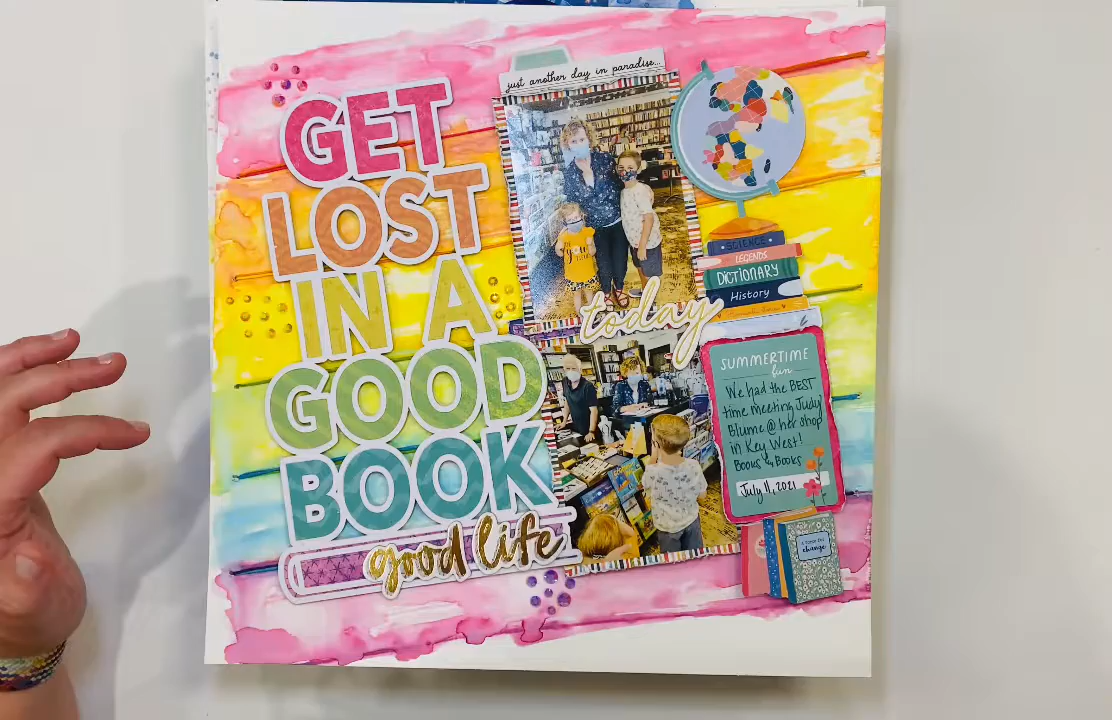 just another day in paradise...
GET
LOST
IN A
GOOD
BOOK
good life
today
SCIENCE
LEGENDS
DICTIONARY
History
SUMMERTIME
fun
We had the BEST
time meeting Judy
Blume @ her shop
in Key West!
Books & Books
July 11, 2021
change